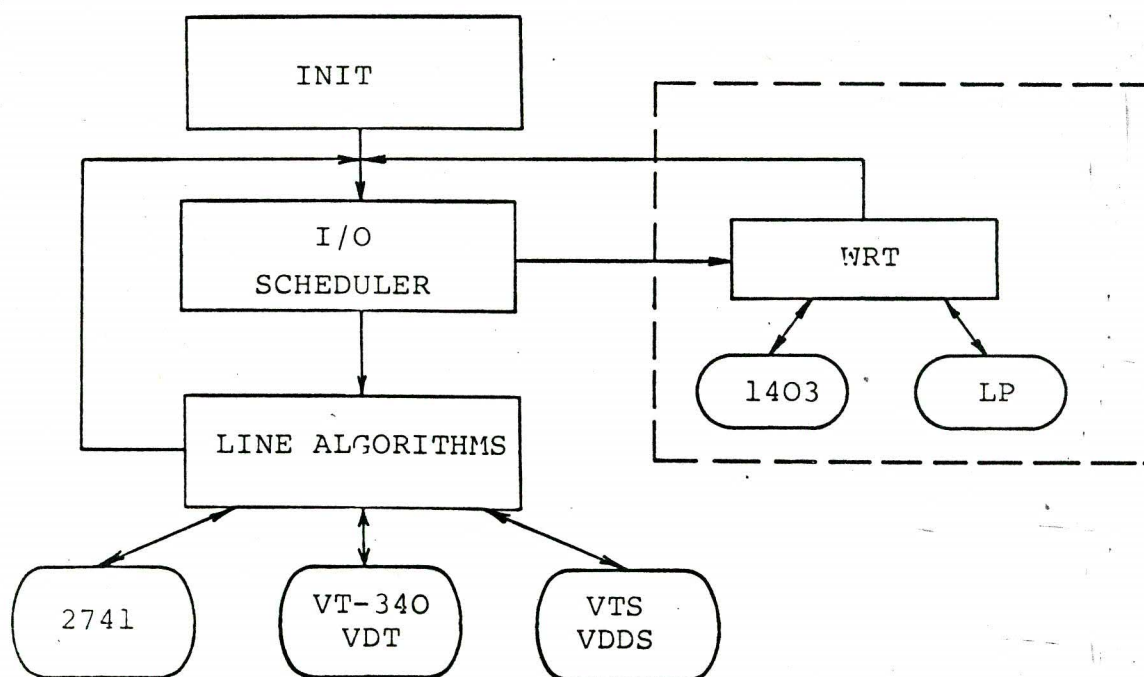 INIT
I/O
SCHEDULER
WRT
1403
LP
LINE ALGORITHMS
2741
VT-340
VDT
VTS
VDDS